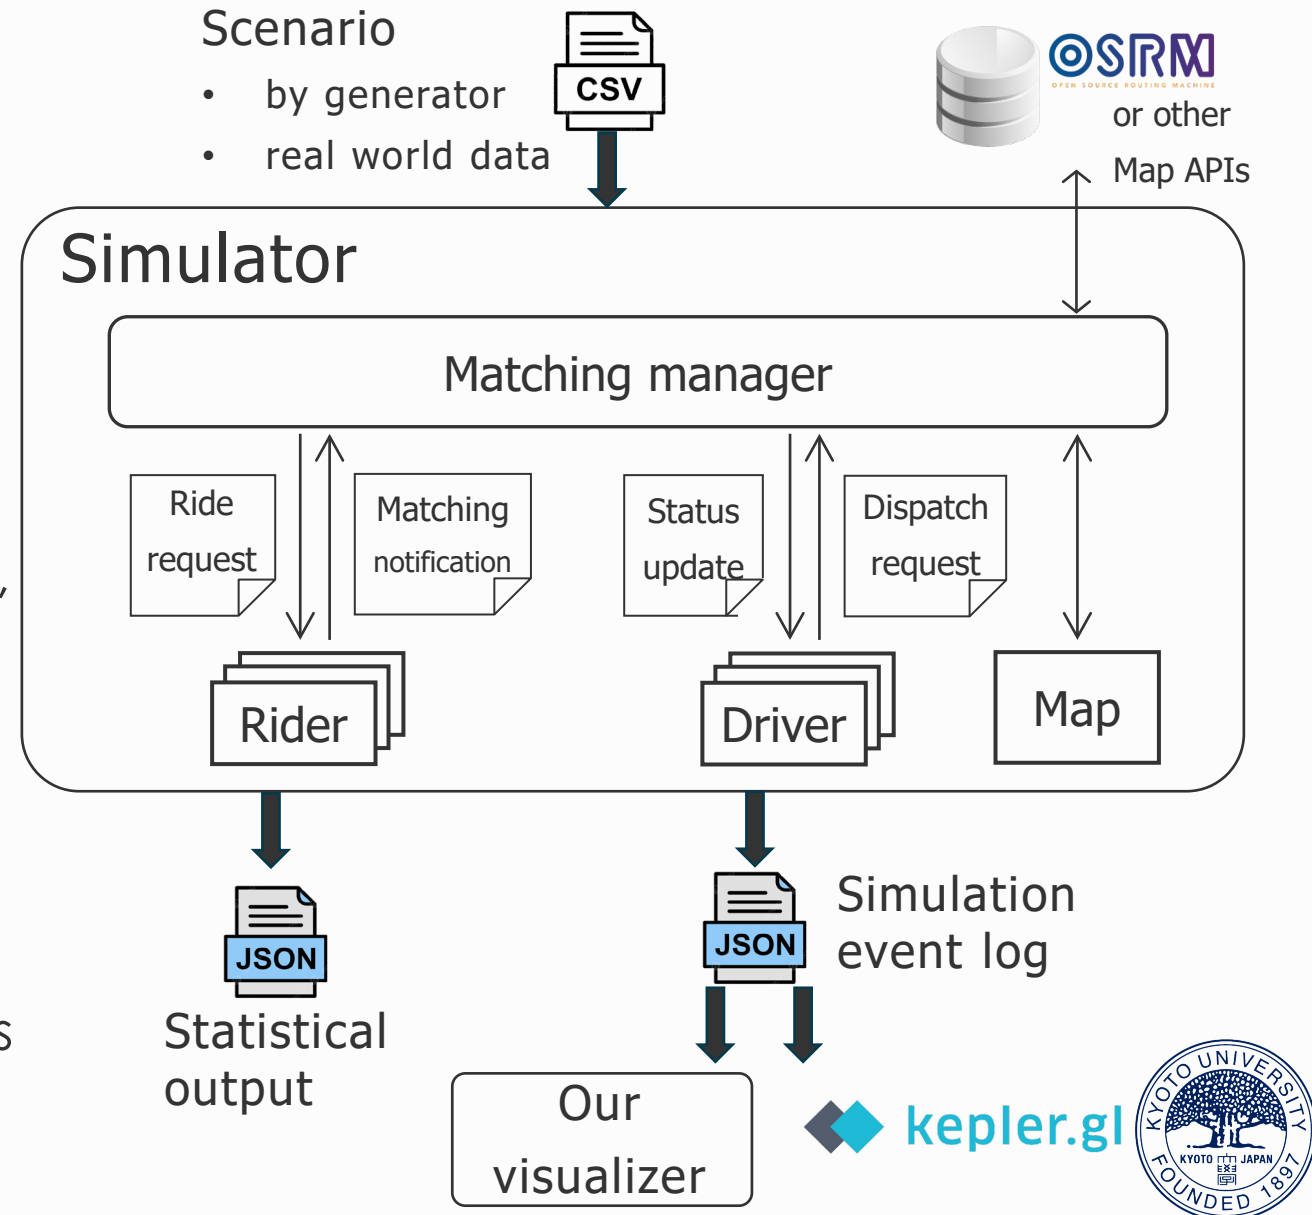 Scenario
• by generator
• real world data
CSV
OSRM
OPEN SOURCE ROUTING MACHINE
or other
Map APIs
Simulator
Matching manager
Ride
request
Matching
notification
Status
update
Dispatch
request
Rider
Driver
Map
JSON
Statistical
output
JSON
Simulation
event log
Our
visualizer
kepler.gl
KYOTO UNIVERSITY
KYOTO JAPAN
FOUNDED 1897
s